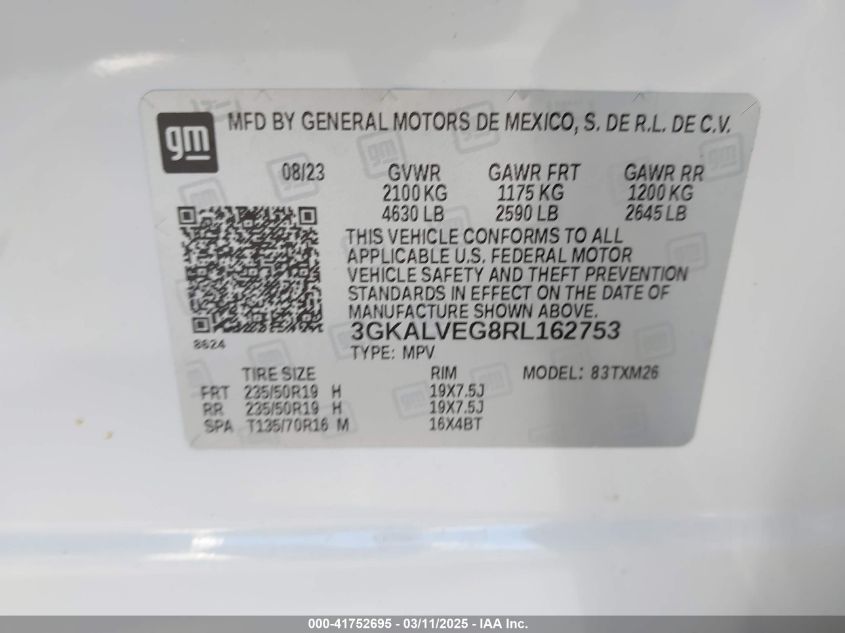 gm
MFD BY GENERAL MOTORS DE MEXICO, S. DE R.L. DE C.V.
08/23 GVWR GAWR FRT GAWR RR
2100 KG 1175 KG 1200 KG
4630 LB 2590 LB 2645 LB
THIS VEHICLE CONFORMS TO ALL
APPLICABLE U.S. FEDERAL MOTOR
VEHICLE SAFETY AND THEFT PREVENTION
STANDARDS IN EFFECT ON THE DATE OF
MANUFACTURE SHOWN ABOVE.
3GKALVEG8RL162753
8624
TYPE: MPV
TIRE SIZE RIM MODEL: 83TXM26
FRT 235/50R19 H 19X7.5J
RR 235/50R19 H 19X7.5J
SPA T135/70R16 M 16X4BT
000-41752695 - 03/11/2025 - IAA Inc.